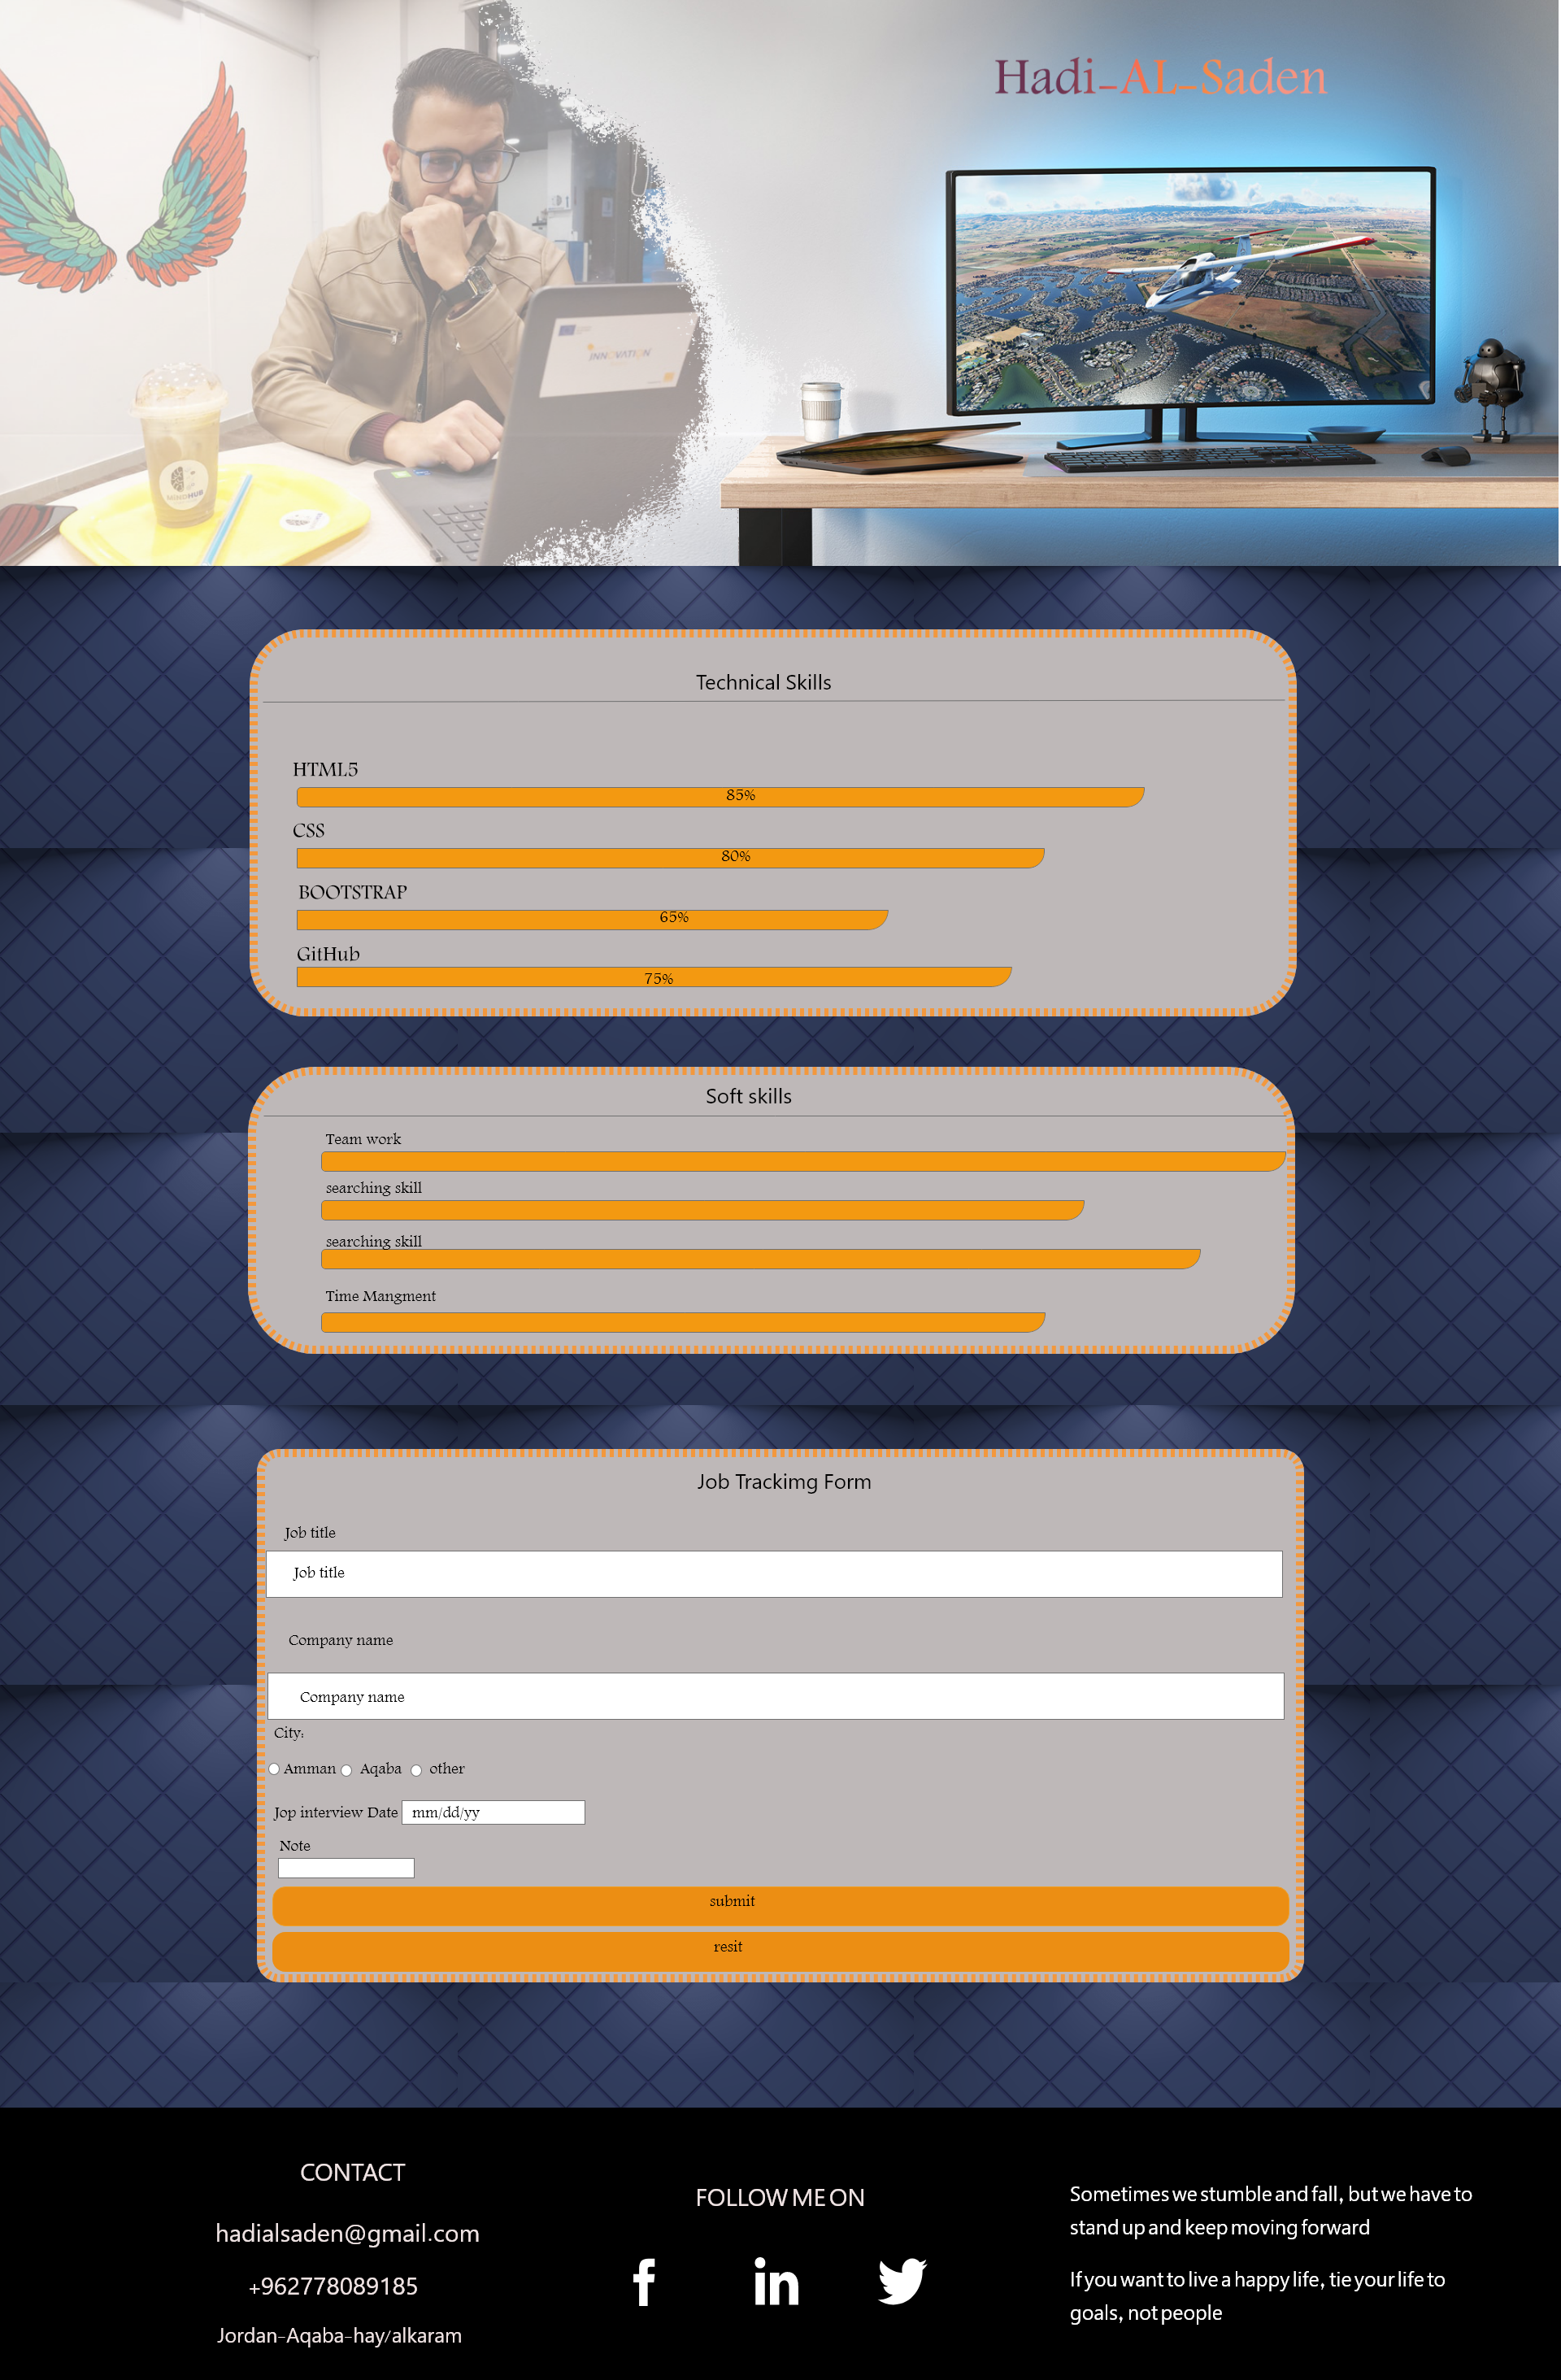 Hadi-AL-Saden
INNOVATION
MINDHUB
Technical Skills
HTML5
85%
CSS
80%
BOOTSTRAP
65%
GitHub
75%
Soft skills
Team work
searching skill
searching skill
Time Mangment
Job Trackimg Form
Job title
Job title
Company name
Company name
City:
Amman Aqaba other
Jop interview Date mm/dd/yy
Note
submit
resit
CONTACT
hadialsaden@gmail.com
+962778089185
Jordan-Aqaba-hay/alkaram
FOLLOW ME ON
f in
Sometimes we stumble and fall, but we have to
stand up and keep moving forward
If you want to live a happy life, tie your life to
goals, not people